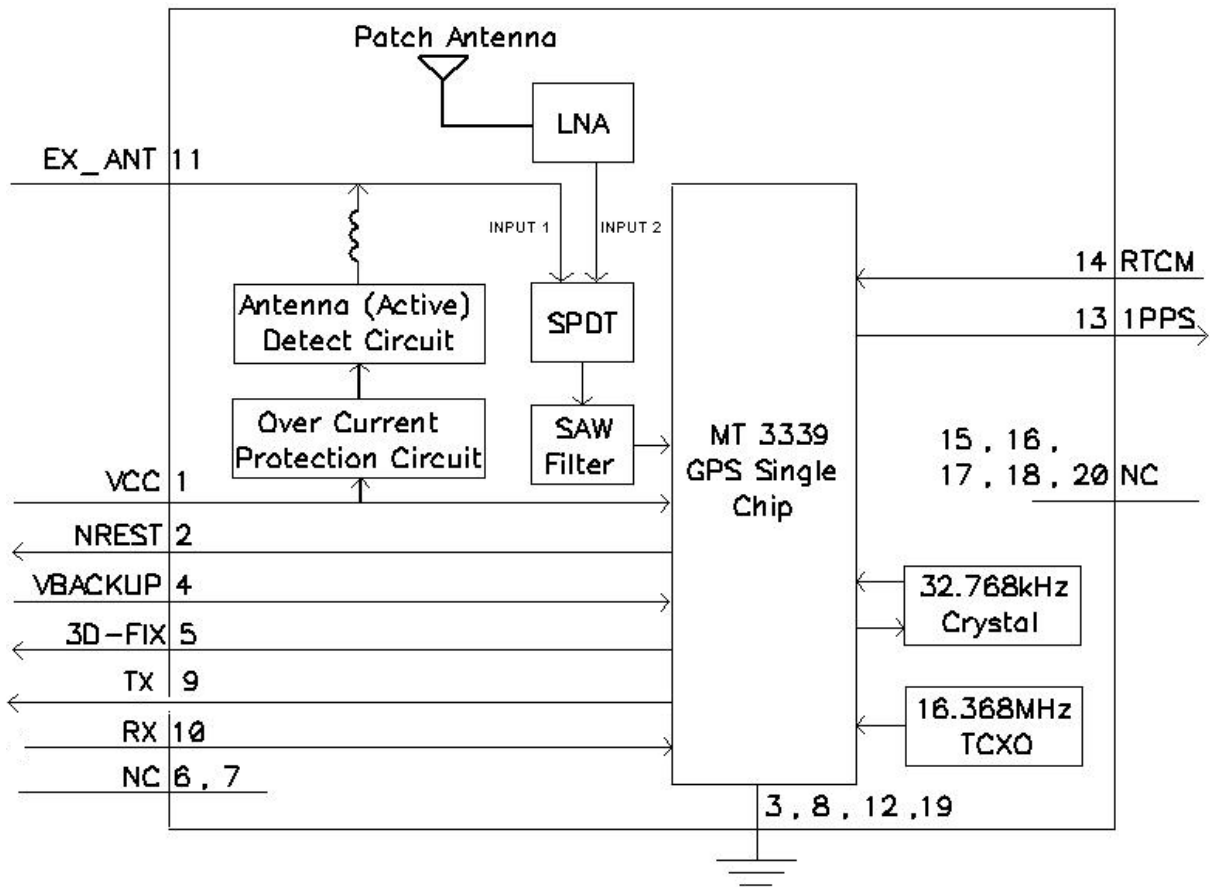 Patch Antenna
LNA
EX_ANT 11
INPUT 1
INPUT 2
Antenna (Active)
Detect Circuit
SPDT
Over Current
Protection Circuit
SAW
Filter
MT 3339
GPS Single
Chip
14 RTCM
13 1PPS
15 , 16 ,
17 , 18 , 20 NC
VCC 1
NREST 2
VBACKUP 4
3D-FIX 5
Tx 9
RX 10
NC 6 , 7
32.768kHz
Crystal
16.368MHz
TCXO
3 , 8 , 12 ,19